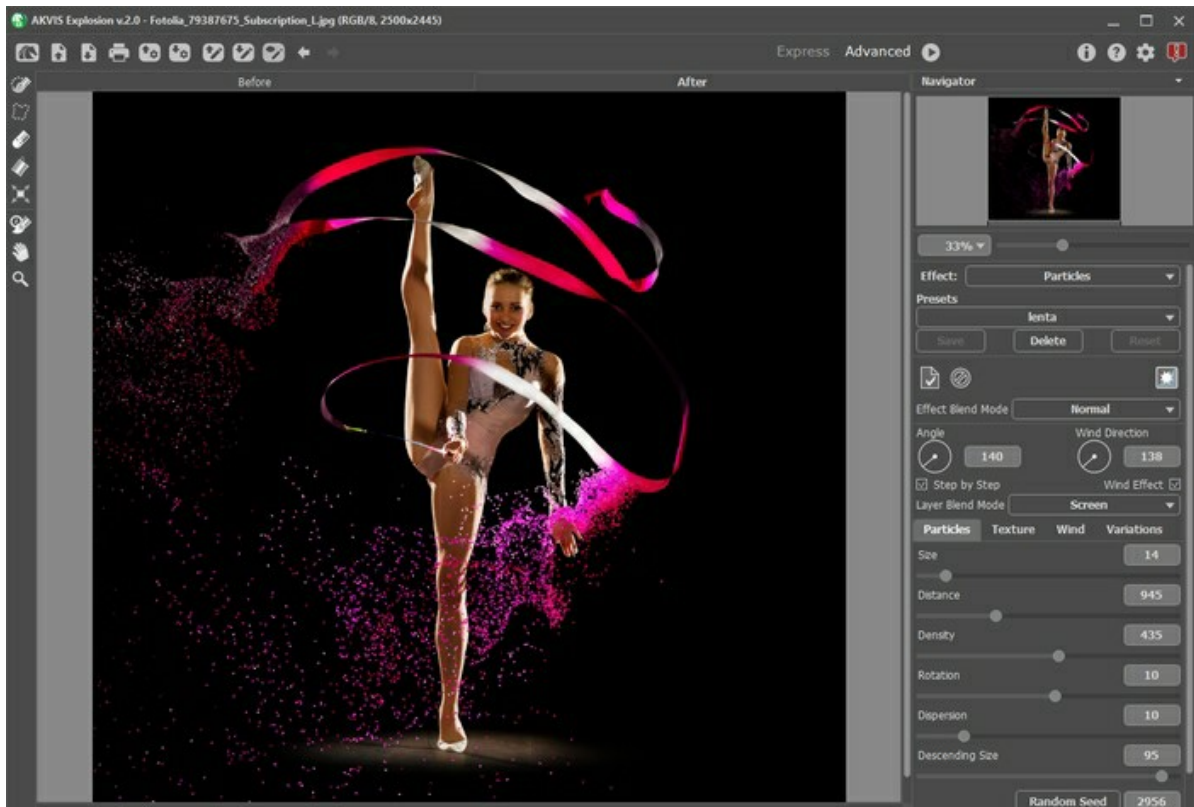 AKVIS Explosion v.2.0 - Fotolia_79387675_Subscription_L.jpg (RGB/8, 2500x2445)
Express Advanced
Before After
Navigator
33%
Effect: Particles
Presets
lenta
Save Delete Reset
Effect Blend Mode Normal
Angle Wind Direction
140 138
Step by Step Wind Effect
Layer Blend Mode Screen
Particles Texture Wind Variations
Size 14
Distance 945
Density 435
Rotation 10
Dispersion 10
Descending Size 95
Random Seed 2956